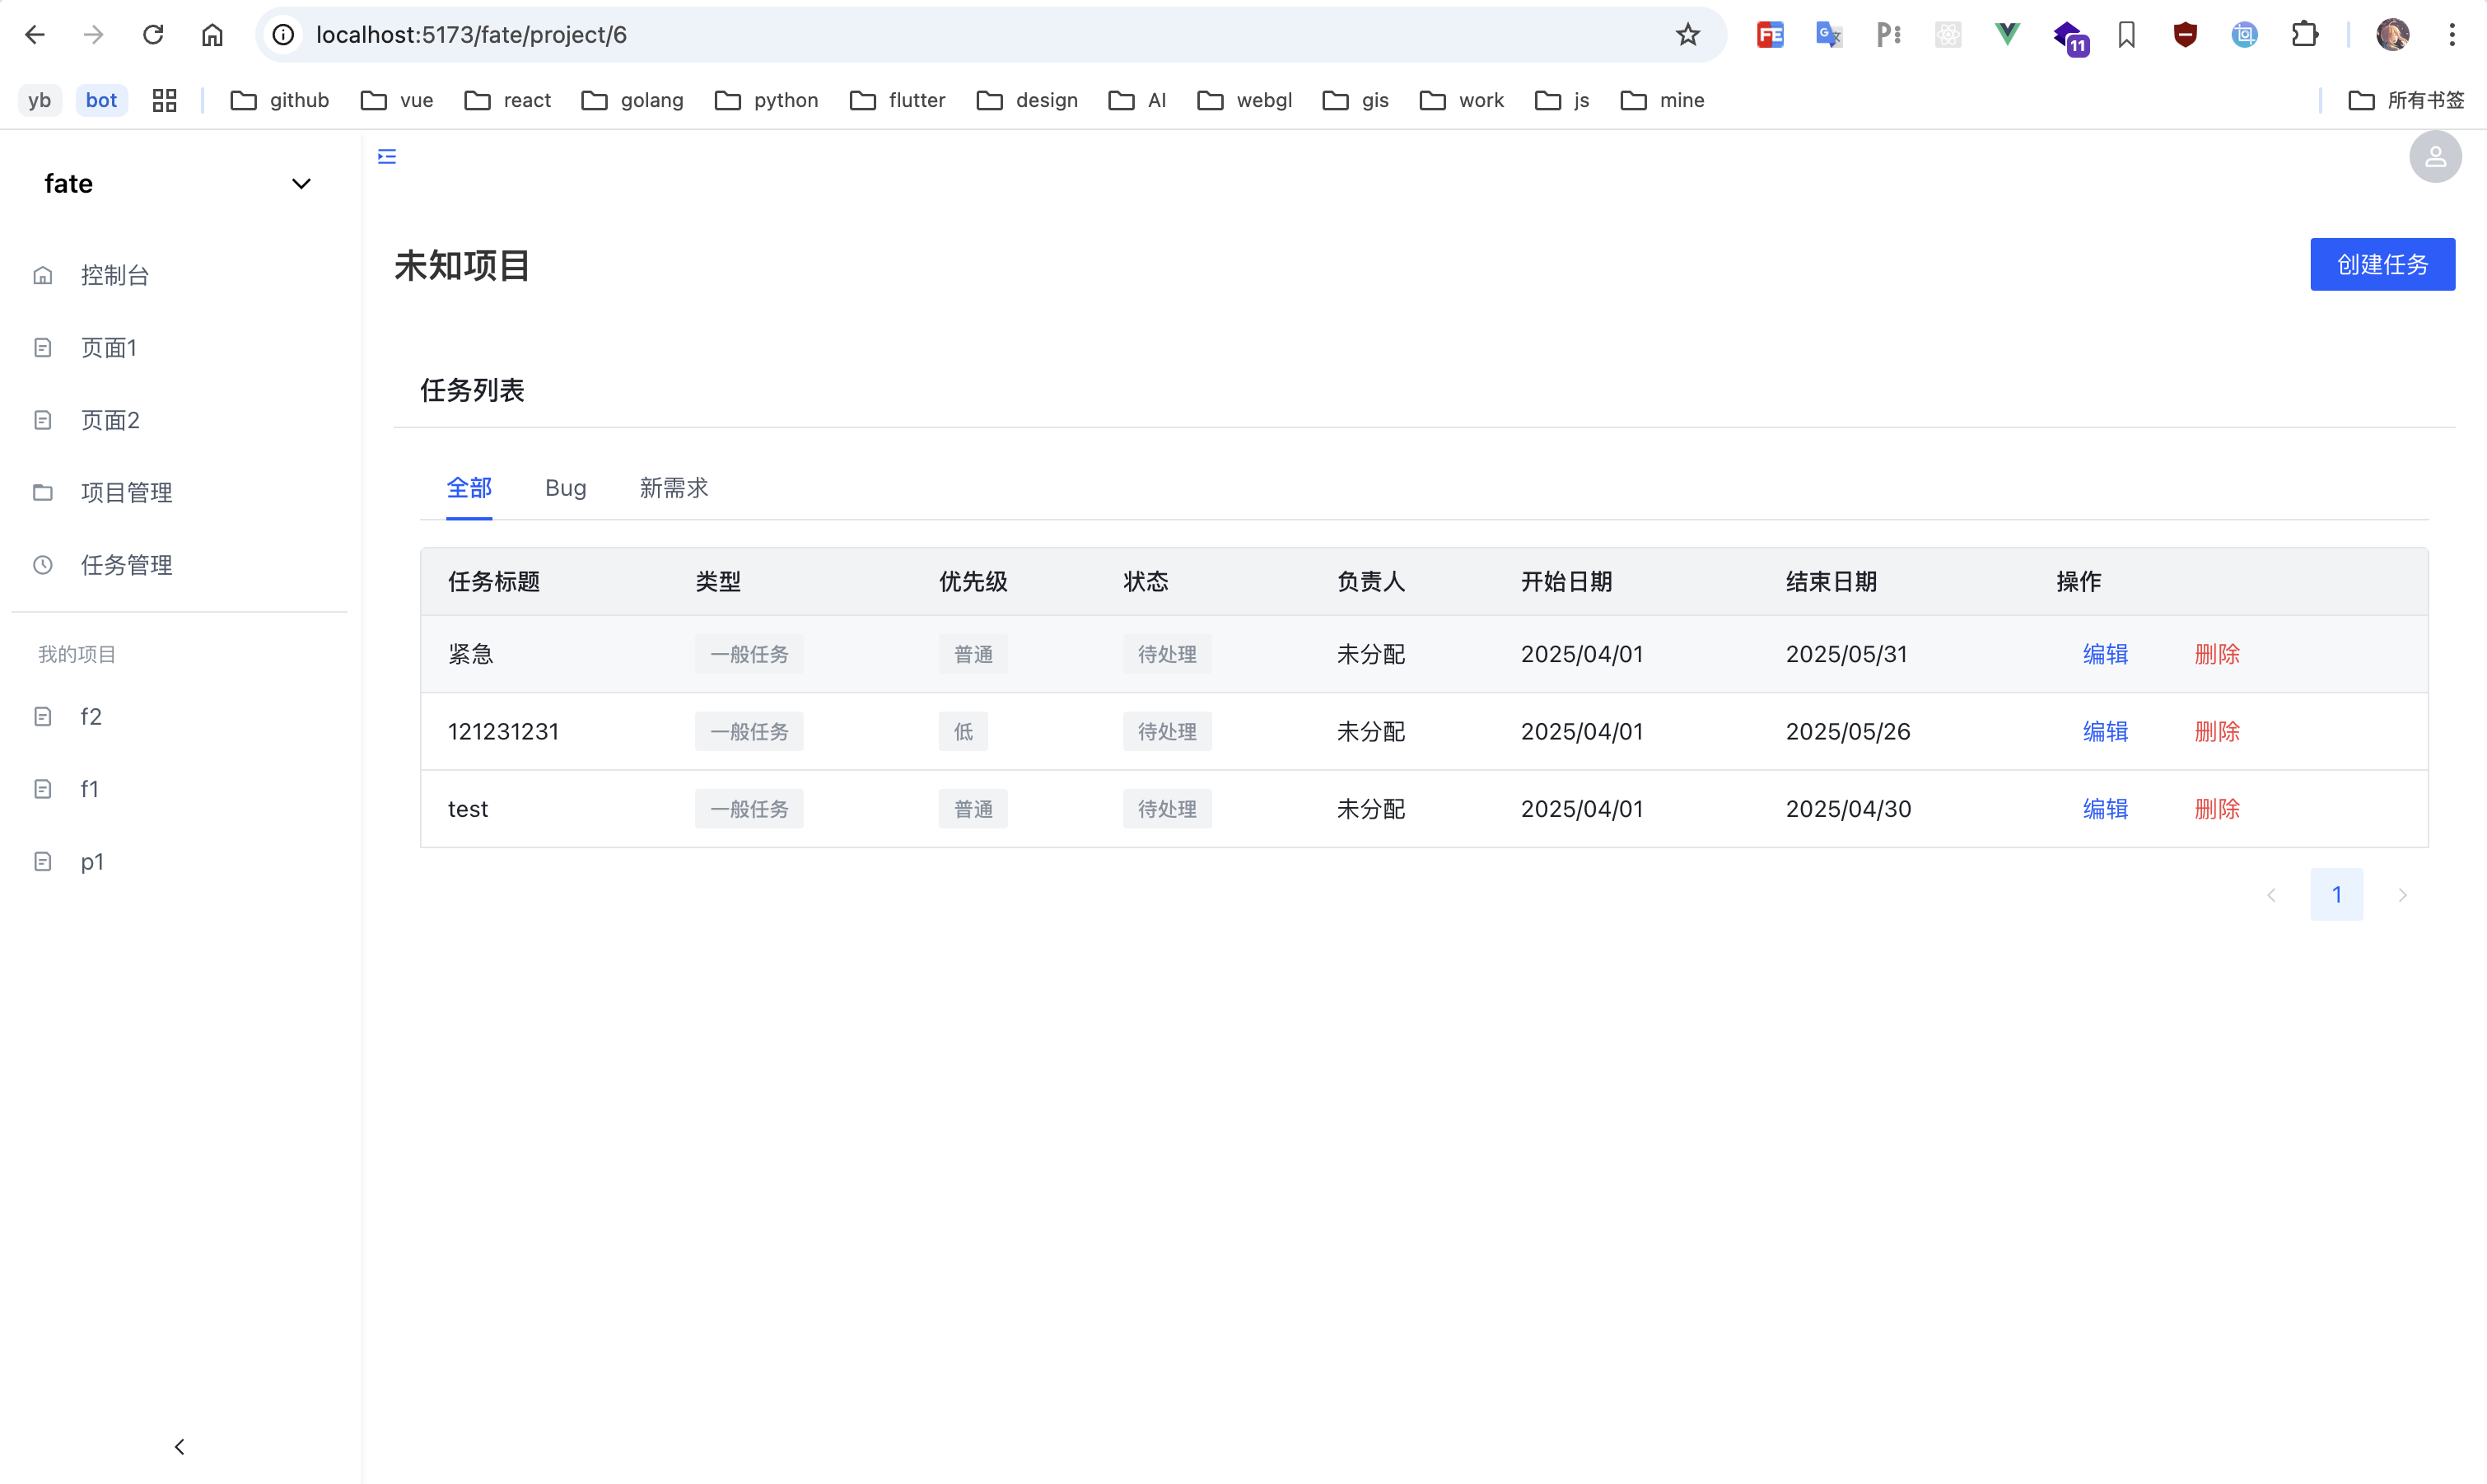 localhost:5173/fate/project/6
11
yb bot github vue react golang python flutter design AI webgl gis work js mine 所有书签
fate
控制台
页面1
页面2
项目管理
任务管理
我的项目
f2
f1
p1
未知项目
创建任务
任务列表
全部 Bug 新需求
任务标题 类型 优先级 状态 负责人 开始日期 结束日期 操作
紧急 一般任务 普通 待处理 未分配 2025/04/01 2025/05/31 编辑 删除
121231231 一般任务 低 待处理 未分配 2025/04/01 2025/05/26 编辑 删除
test 一般任务 普通 待处理 未分配 2025/04/01 2025/04/30 编辑 删除
1